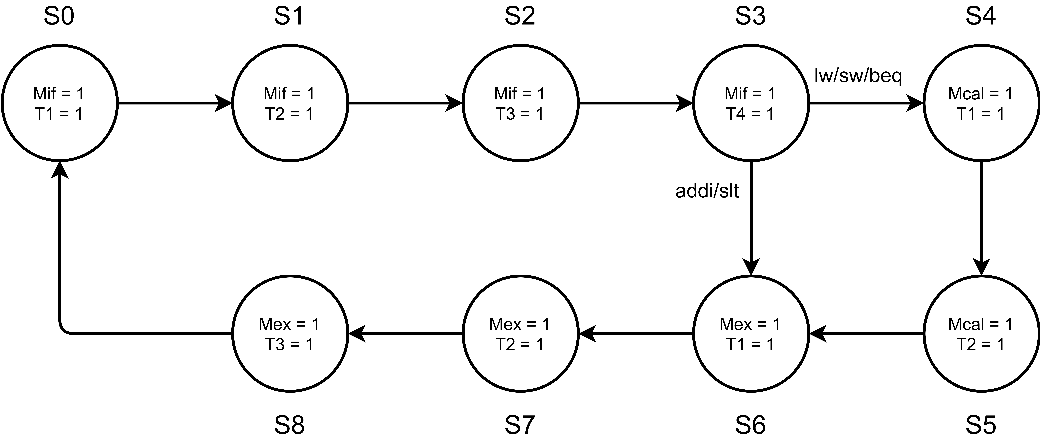 S0
S1
S2
S3
S4
Mif = 1
T1 = 1
Mif = 1
T2 = 1
Mif = 1
T3 = 1
Mif = 1
T4 = 1
lw/sw/beq
Mcal = 1
T1 = 1
addi/slt
Mex = 1
T3 = 1
Mex = 1
T2 = 1
Mex = 1
T1 = 1
Mcal = 1
T2 = 1
S8
S7
S6
S5